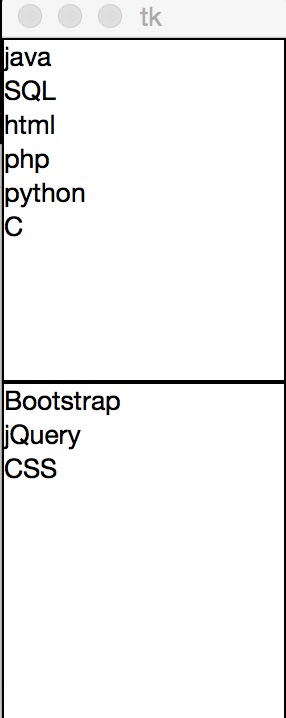 tk
java
SQL
html
php
python
C
Bootstrap
jQuery
CSS